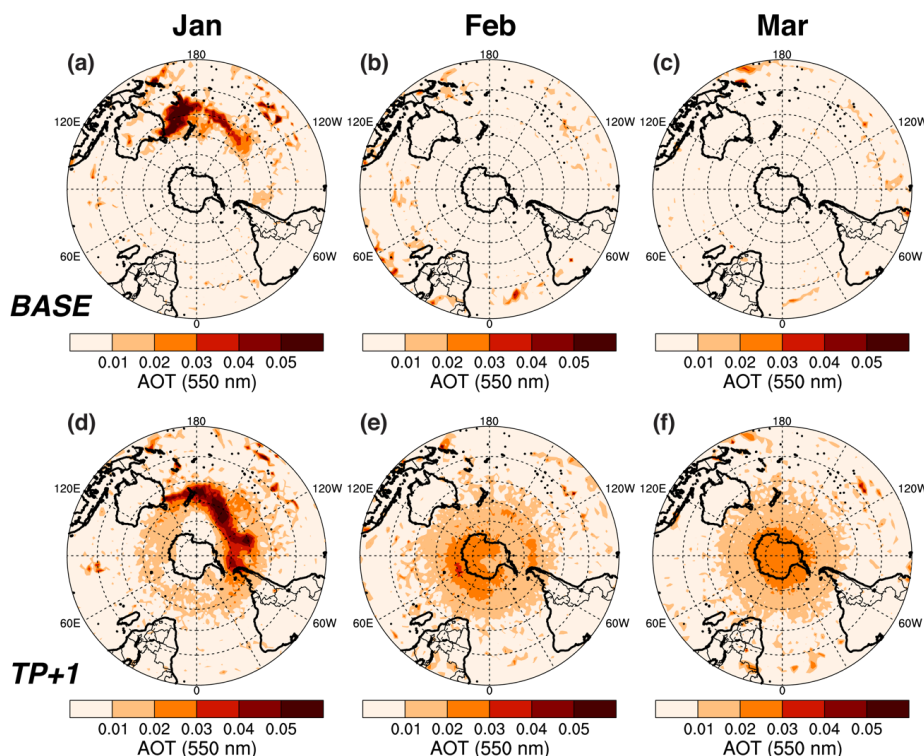 Jan Feb Mar
(a) (b) (c)
180 180 180
120E 120W 120E 120W 120E 120W
60E 60W 60E 60W 60E 60W
0 0 0
BASE
0.01 0.02 0.03 0.04 0.05 0.01 0.02 0.03 0.04 0.05 0.01 0.02 0.03 0.04 0.05
AOT (550 nm) AOT (550 nm) AOT (550 nm)
(d) (e) (f)
180 180 180
120E 120W 120E 120W 120E 120W
60E 60W 60E 60W 60E 60W
0 0 0
TP+1
0.01 0.02 0.03 0.04 0.05 0.01 0.02 0.03 0.04 0.05 0.01 0.02 0.03 0.04 0.05
AOT (550 nm) AOT (550 nm) AOT (550 nm)